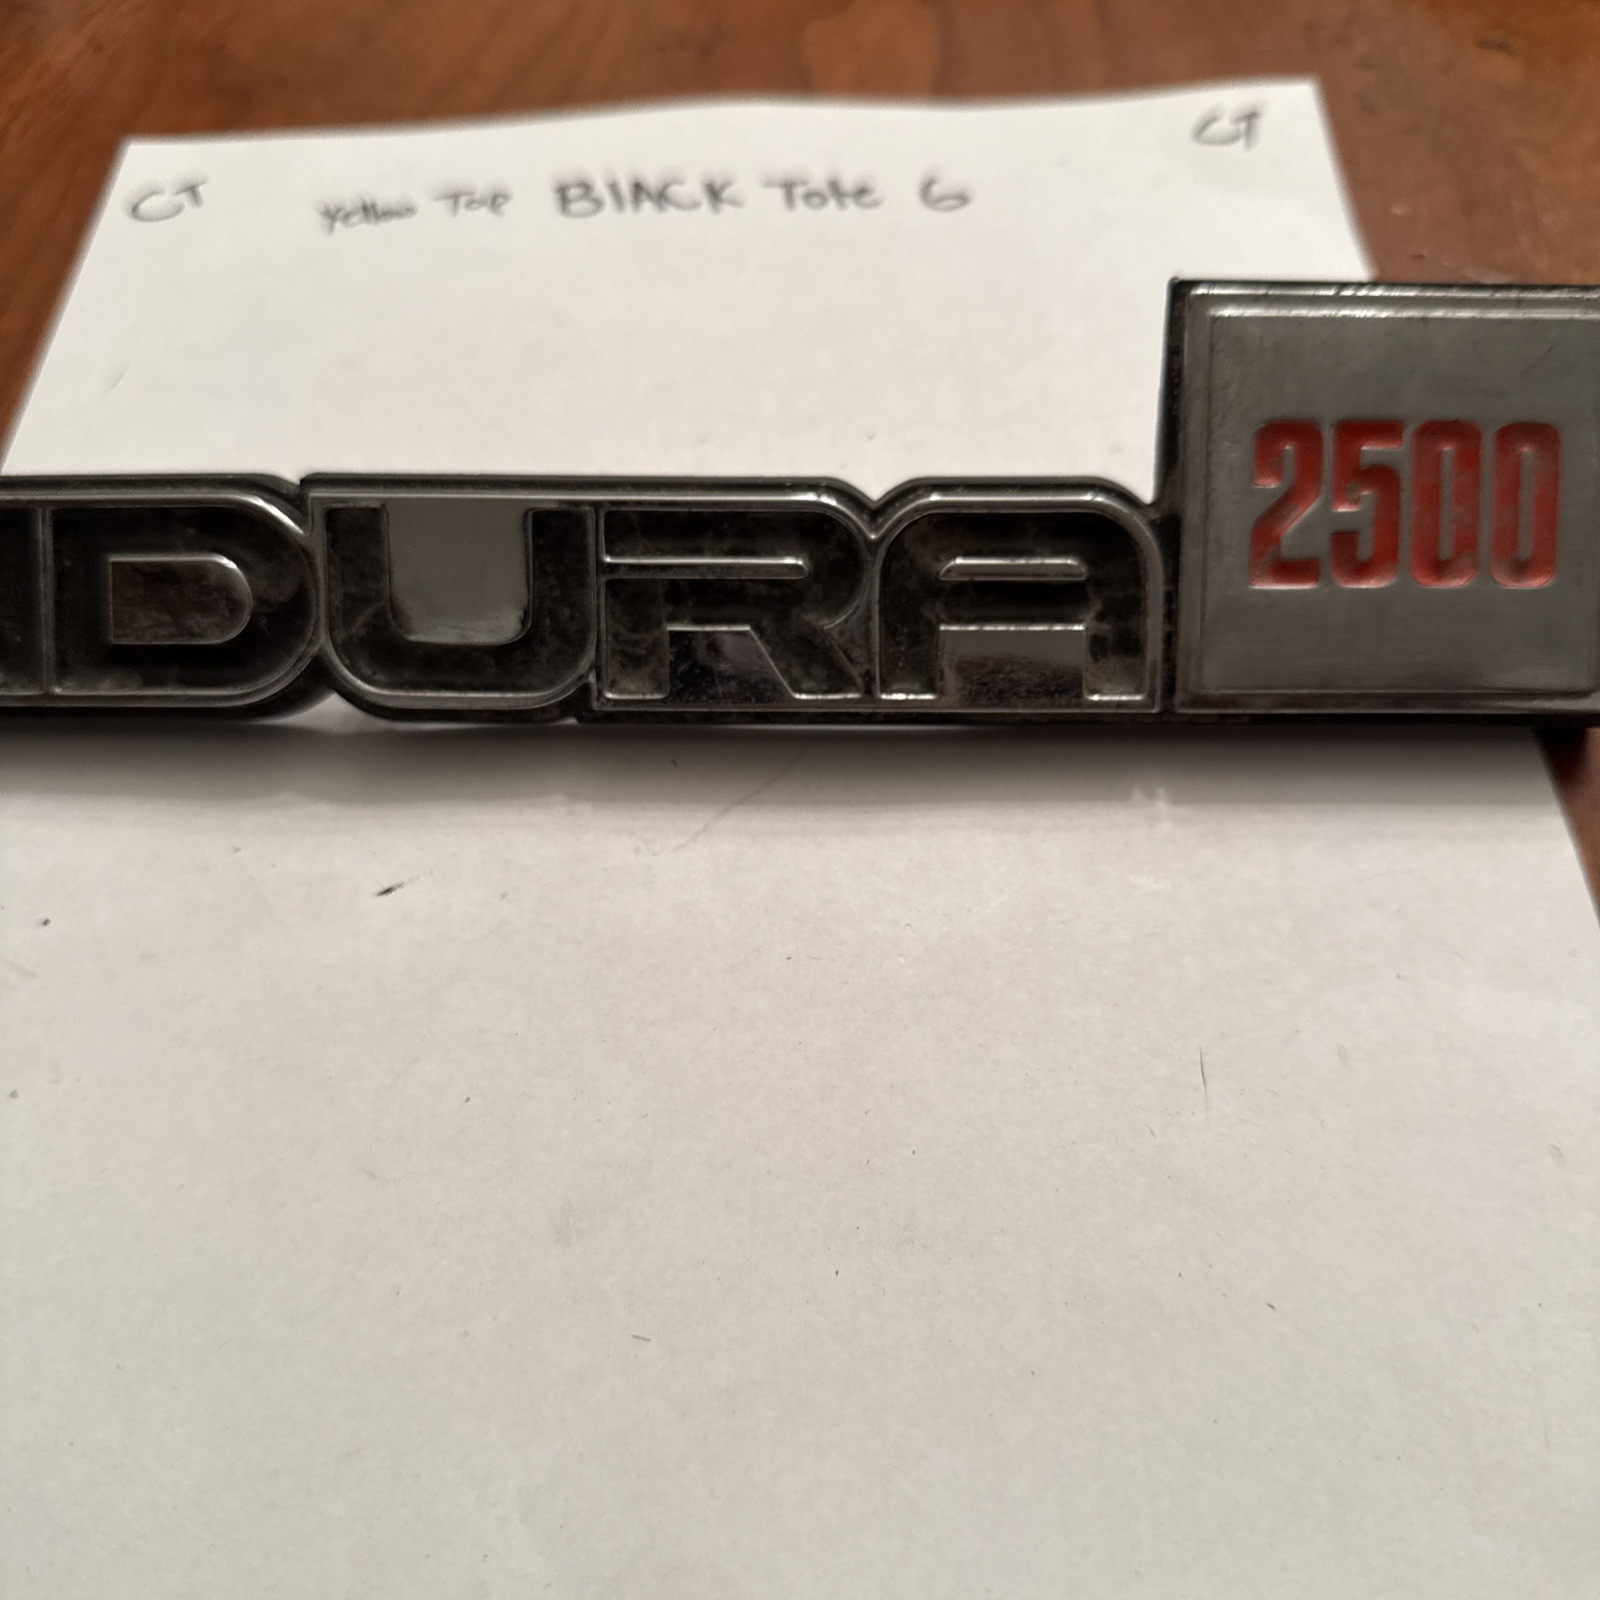 CT
CT
Yellow Top BlACK Tote 6
DURA 2500